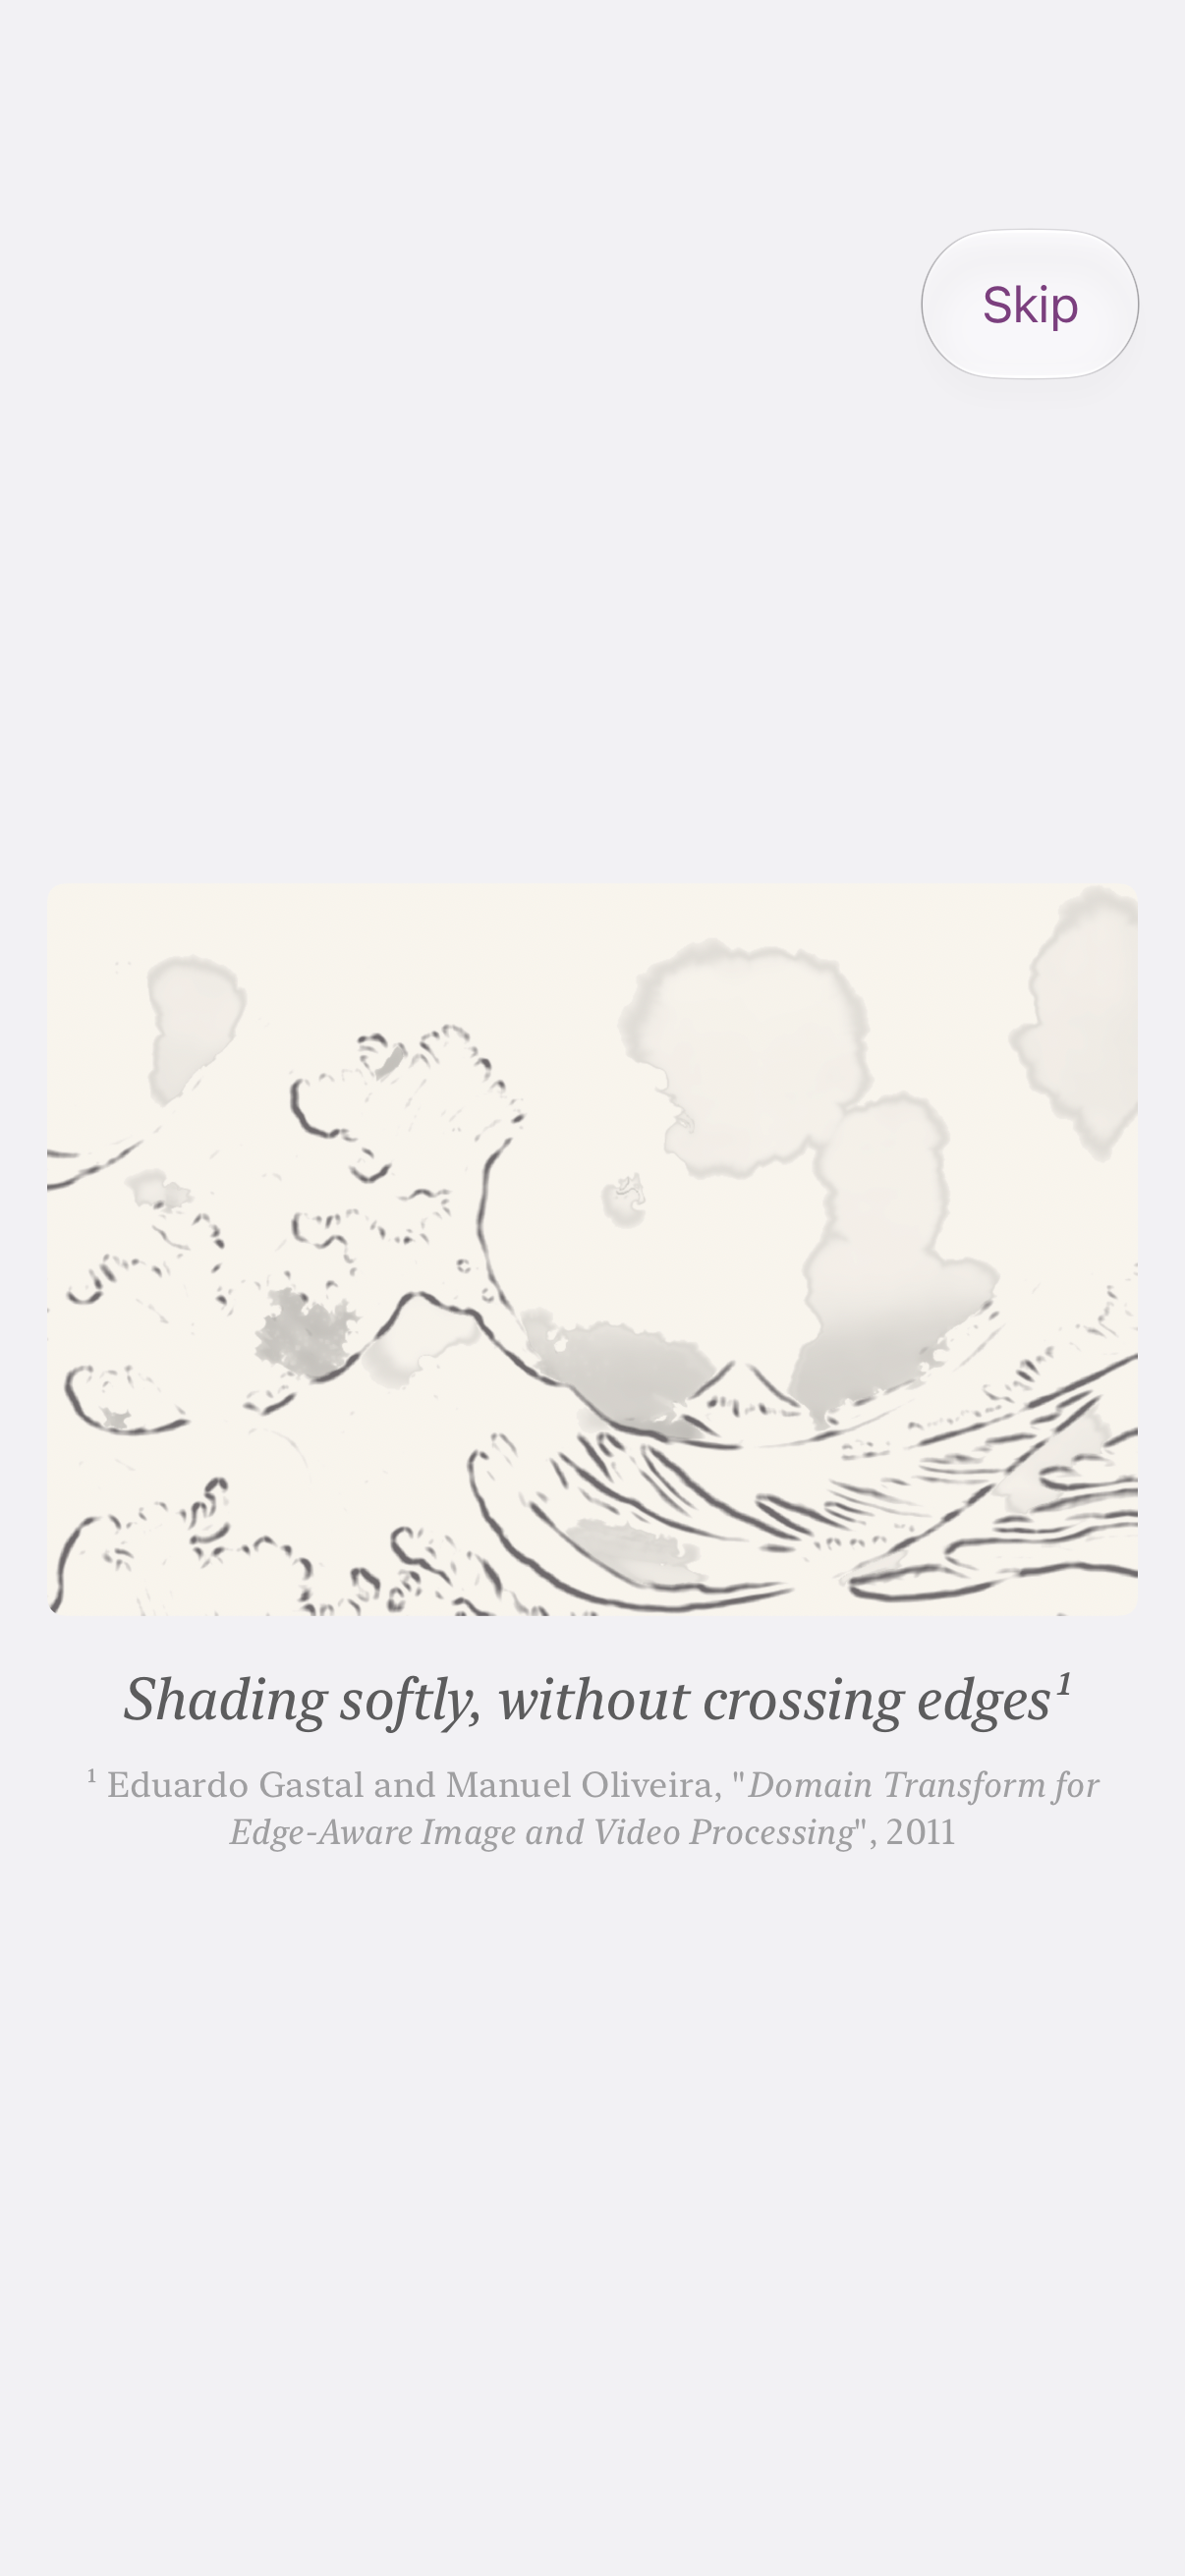 Skip
Shading softly, without crossing edges¹
¹ Eduardo Gastal and Manuel Oliveira, "Domain Transform for
Edge-Aware Image and Video Processing", 2011